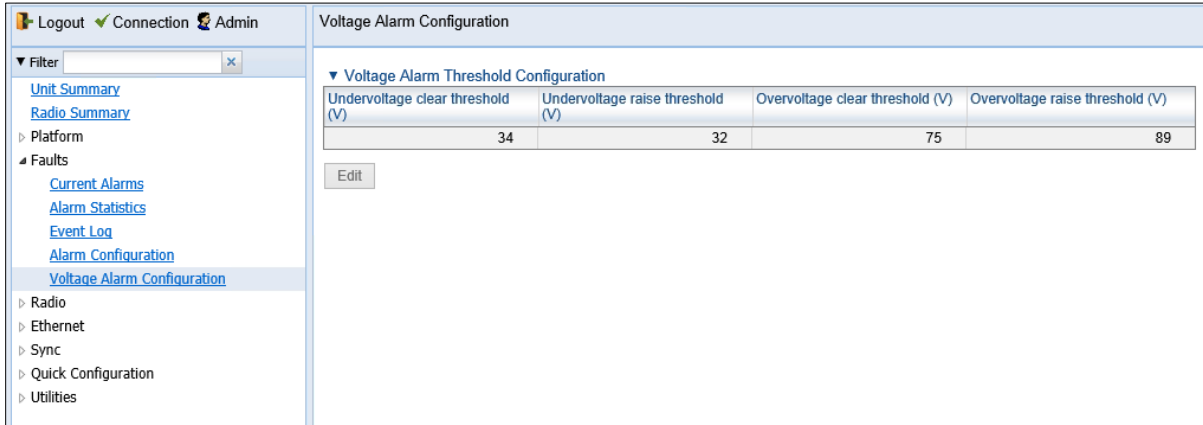 Logout Connection Admin
Filter
Unit Summary
Radio Summary
Platform
Faults
Current Alarms
Alarm Statistics
Event Log
Alarm Configuration
Voltage Alarm Configuration
Radio
Ethernet
Sync
Quick Configuration
Utilities
Voltage Alarm Configuration
Voltage Alarm Threshold Configuration
Undervoltage clear threshold (V) Undervoltage raise threshold (V) Overvoltage clear threshold (V) Overvoltage raise threshold (V)
34 32 75 89
Edit